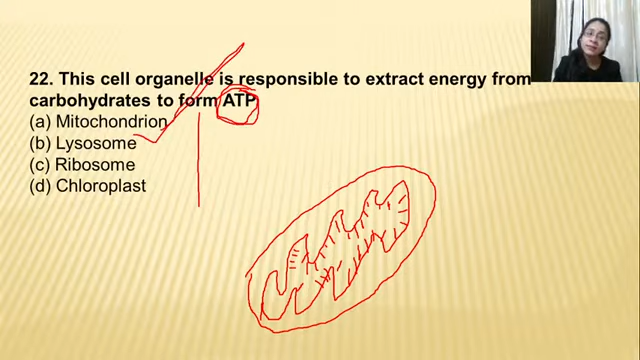 22. This cell organelle is responsible to extract energy from
carbohydrates to form ATP
(a) Mitochondrion
(b) Lysosome
(c) Ribosome
(d) Chloroplast